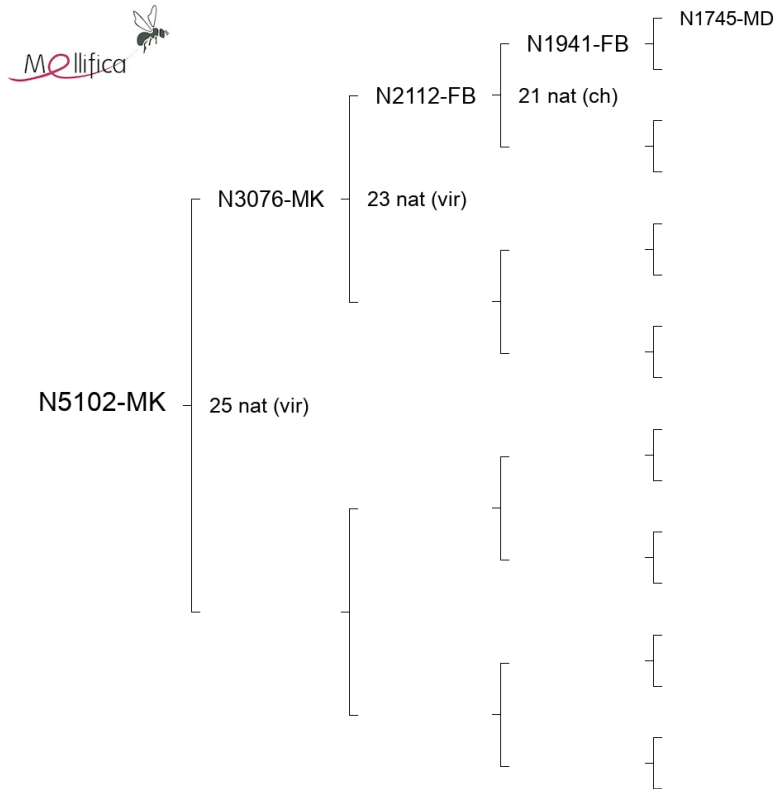 Mellifica
N1745-MD
N1941-FB
N2112-FB
21 nat (ch)
N3076-MK
23 nat (vir)
N5102-MK
25 nat (vir)